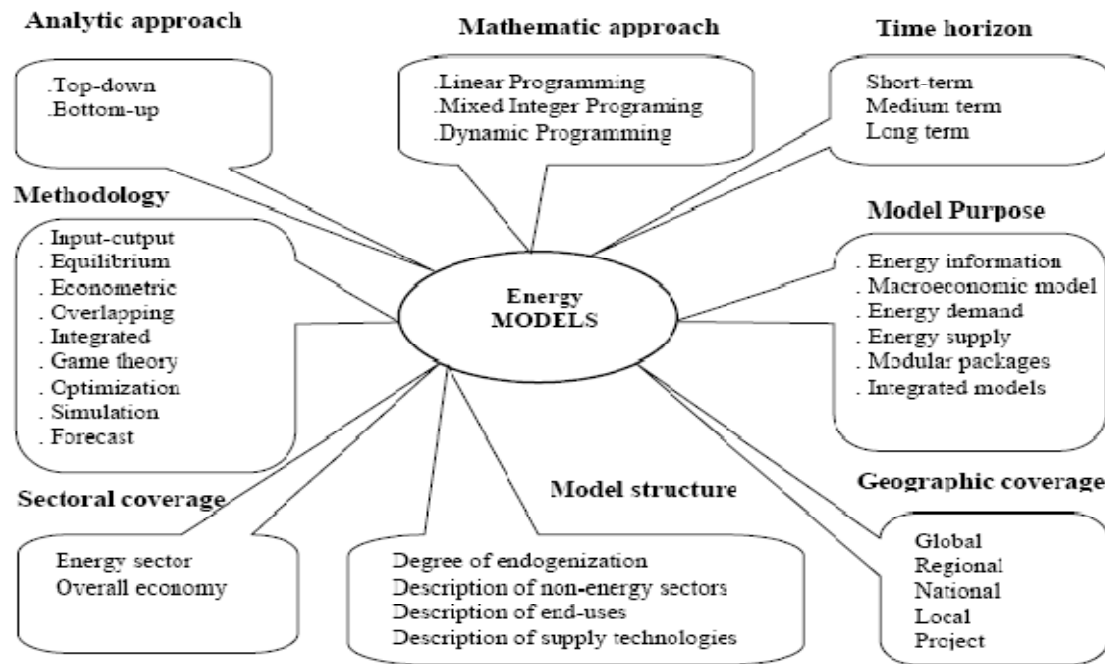 Analytic approach
.Top-down
.Bottom-up
Mathematic approach
.Linear Programming
.Mixed Integer Programing
.Dynamic Programming
Time horizon
Short-term
Medium term
Long term
Methodology
. Input-cutput
. Equilibrium
. Econometric
. Overlapping
. Integrated
. Game theory
. Optimization
. Simulation
. Forecast
Energy
MODELS
Model Purpose
. Energy information
. Macroeconomic model
. Energy demand
. Energy supply
. Modular packages
. Integrated models
Sectoral coverage
Energy sector
Overall economy
Model structure
Degree of endogenization
Description of non-energy sectors
Description of end-uses
Description of supply technologies
Geographic coverage
Global
Regional
National
Local
Project